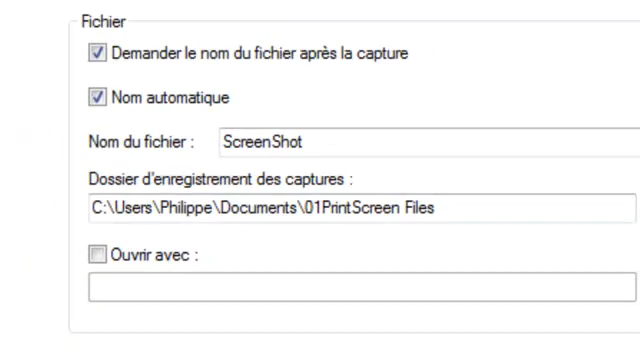 Fichier
Demander le nom du fichier après la capture
Nom automatique
Nom du fichier : ScreenShot
Dossier d'enregistrement des captures :
C:\Users\Philippe\Documents\01PrintScreen Files
Ouvrir avec :